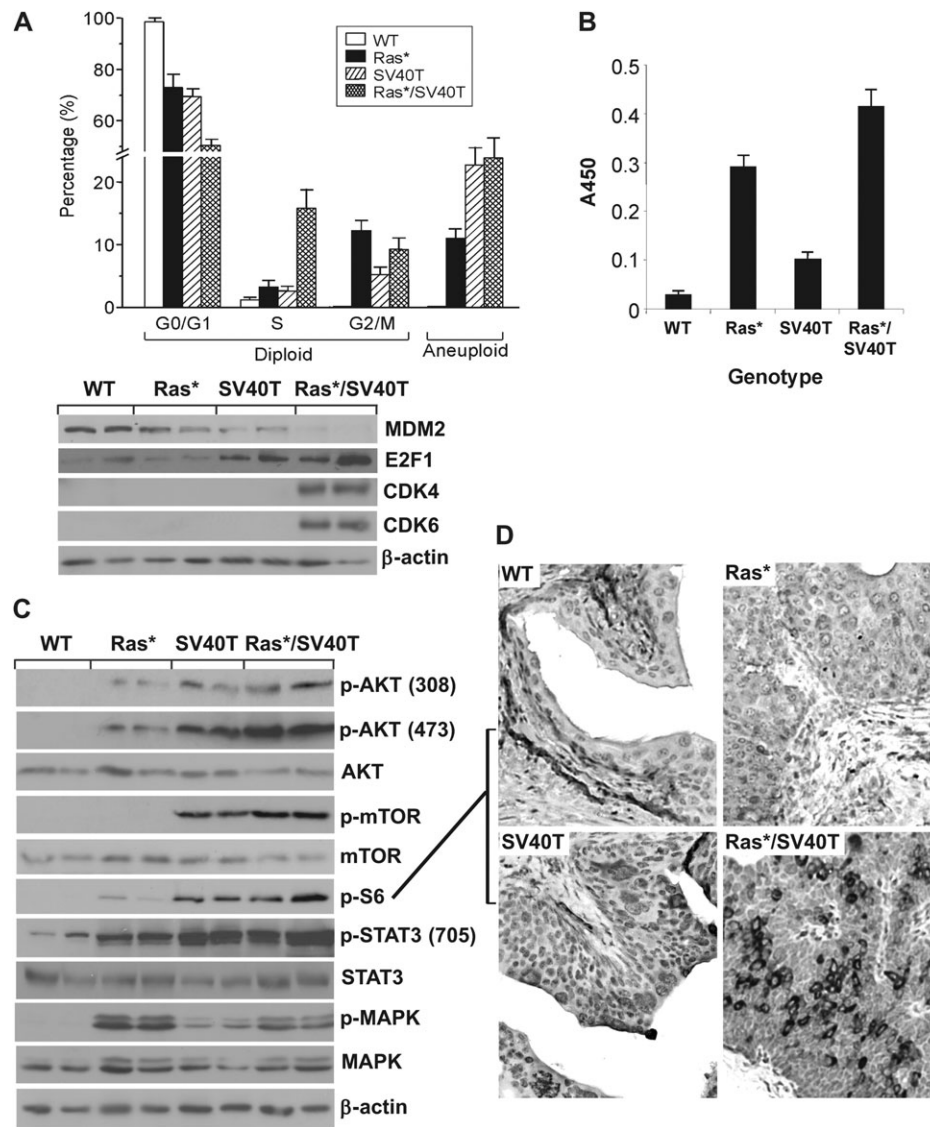 A
Percentage (%)
100
80
60
20
10
0
WT
Ras*
SV40T
Ras*/SV40T
G0/G1
S
G2/M
Diploid
Aneuploid
WT
Ras*
SV40T
Ras*/SV40T
MDM2
E2F1
CDK4
CDK6
β-actin
B
A450
0.5
0.4
0.3
0.2
0.1
0
WT
Ras*
SV40T
Ras*/
SV40T
Genotype
C
WT
Ras*
SV40T
Ras*/SV40T
p-AKT (308)
p-AKT (473)
AKT
p-mTOR
mTOR
p-S6
p-STAT3 (705)
STAT3
p-MAPK
MAPK
β-actin
D
WT
Ras*
SV40T
Ras*/SV40T